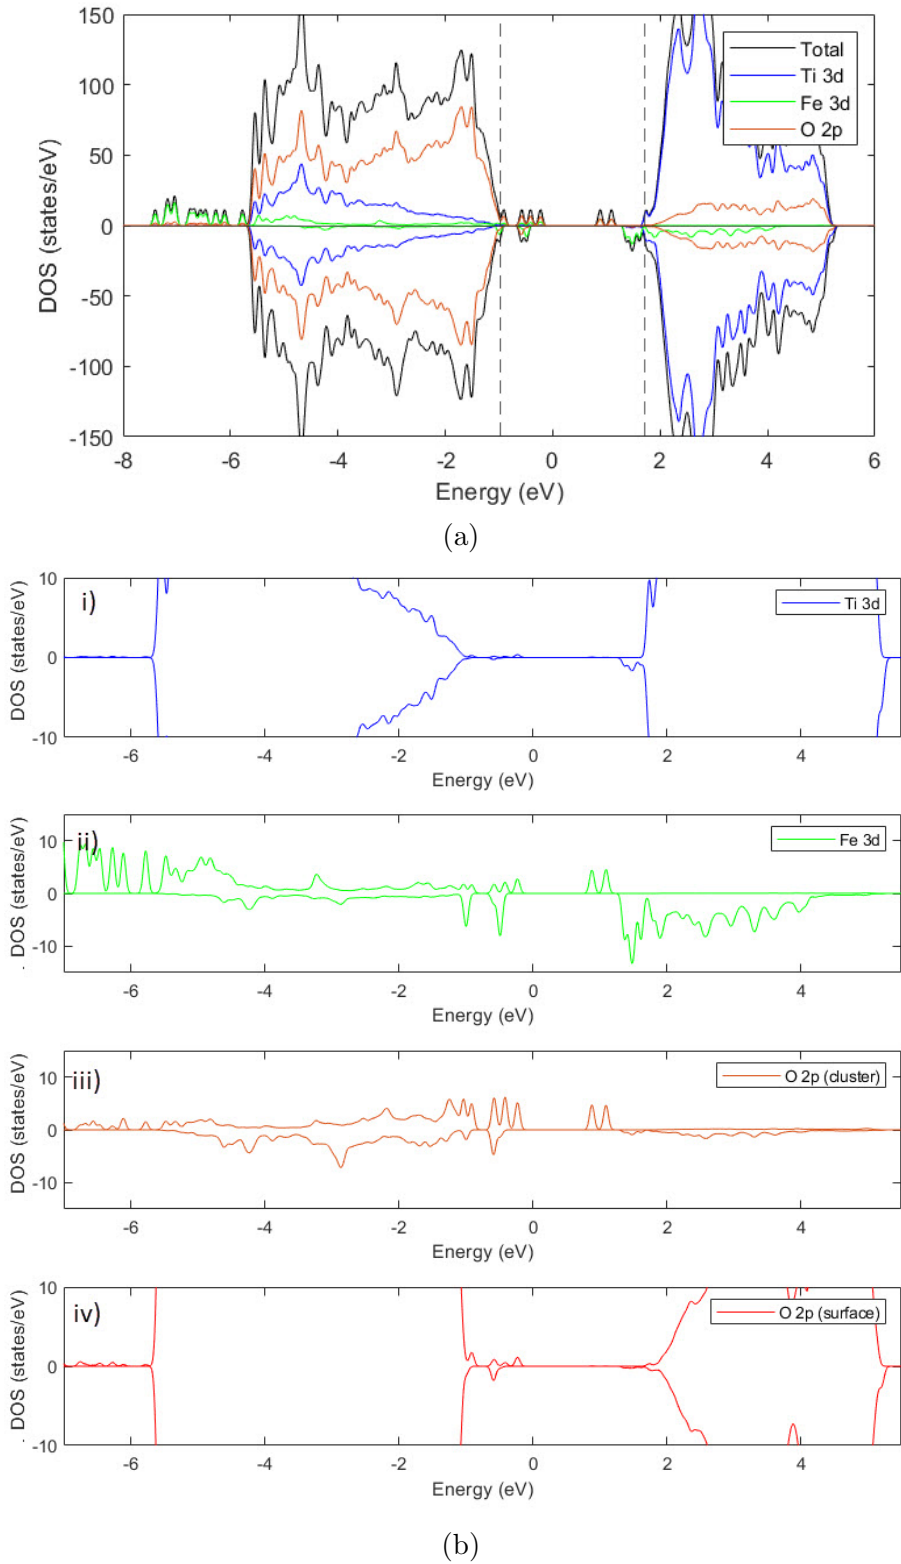 150
100
50
0
-50
-100
-150
DOS (states/eV)
Total
Ti 3d
Fe 3d
O 2p
-8 -6 -4 -2 0 2 4 6
Energy (eV)
(a)
i)
10
0
-10
DOS (states/eV)
Ti 3d
-6 -4 -2 0 2 4
Energy (eV)
ii)
10
0
-10
. DOS (states/eV)
Fe 3d
-6 -4 -2 0 2 4
Energy (eV)
iii)
10
0
-10
DOS (states/eV)
O 2p (cluster)
-6 -4 -2 0 2 4
Energy (eV)
iv)
10
0
-10
. DOS (states/eV)
O 2p (surface)
-6 -4 -2 0 2 4
Energy (eV)
(b)